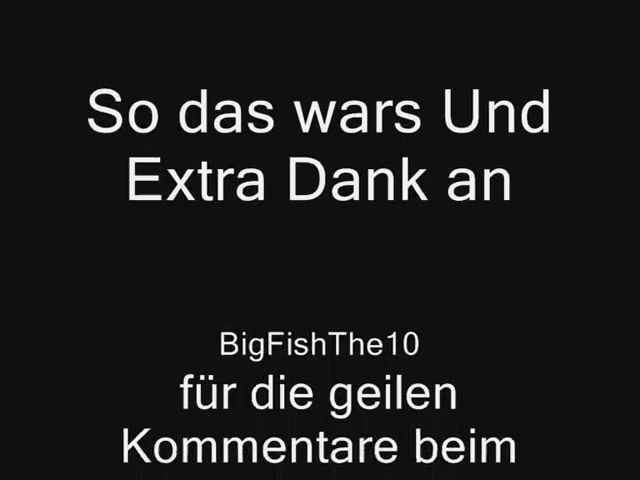 So das wars Und
Extra Dank an
BigFishThe10
für die geilen
Kommentare beim